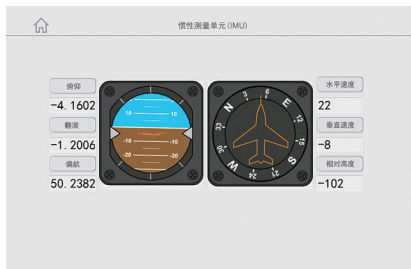 惯性测量单元(IMU)
俯仰
-4.1602
翻滚
-1.2006
偏航
50.2382
10 10
-10 -10
-20 -20
3 6
N E
33 12
30 15
W S
24 21
水平速度
22
垂直速度
-8
相对高度
-102